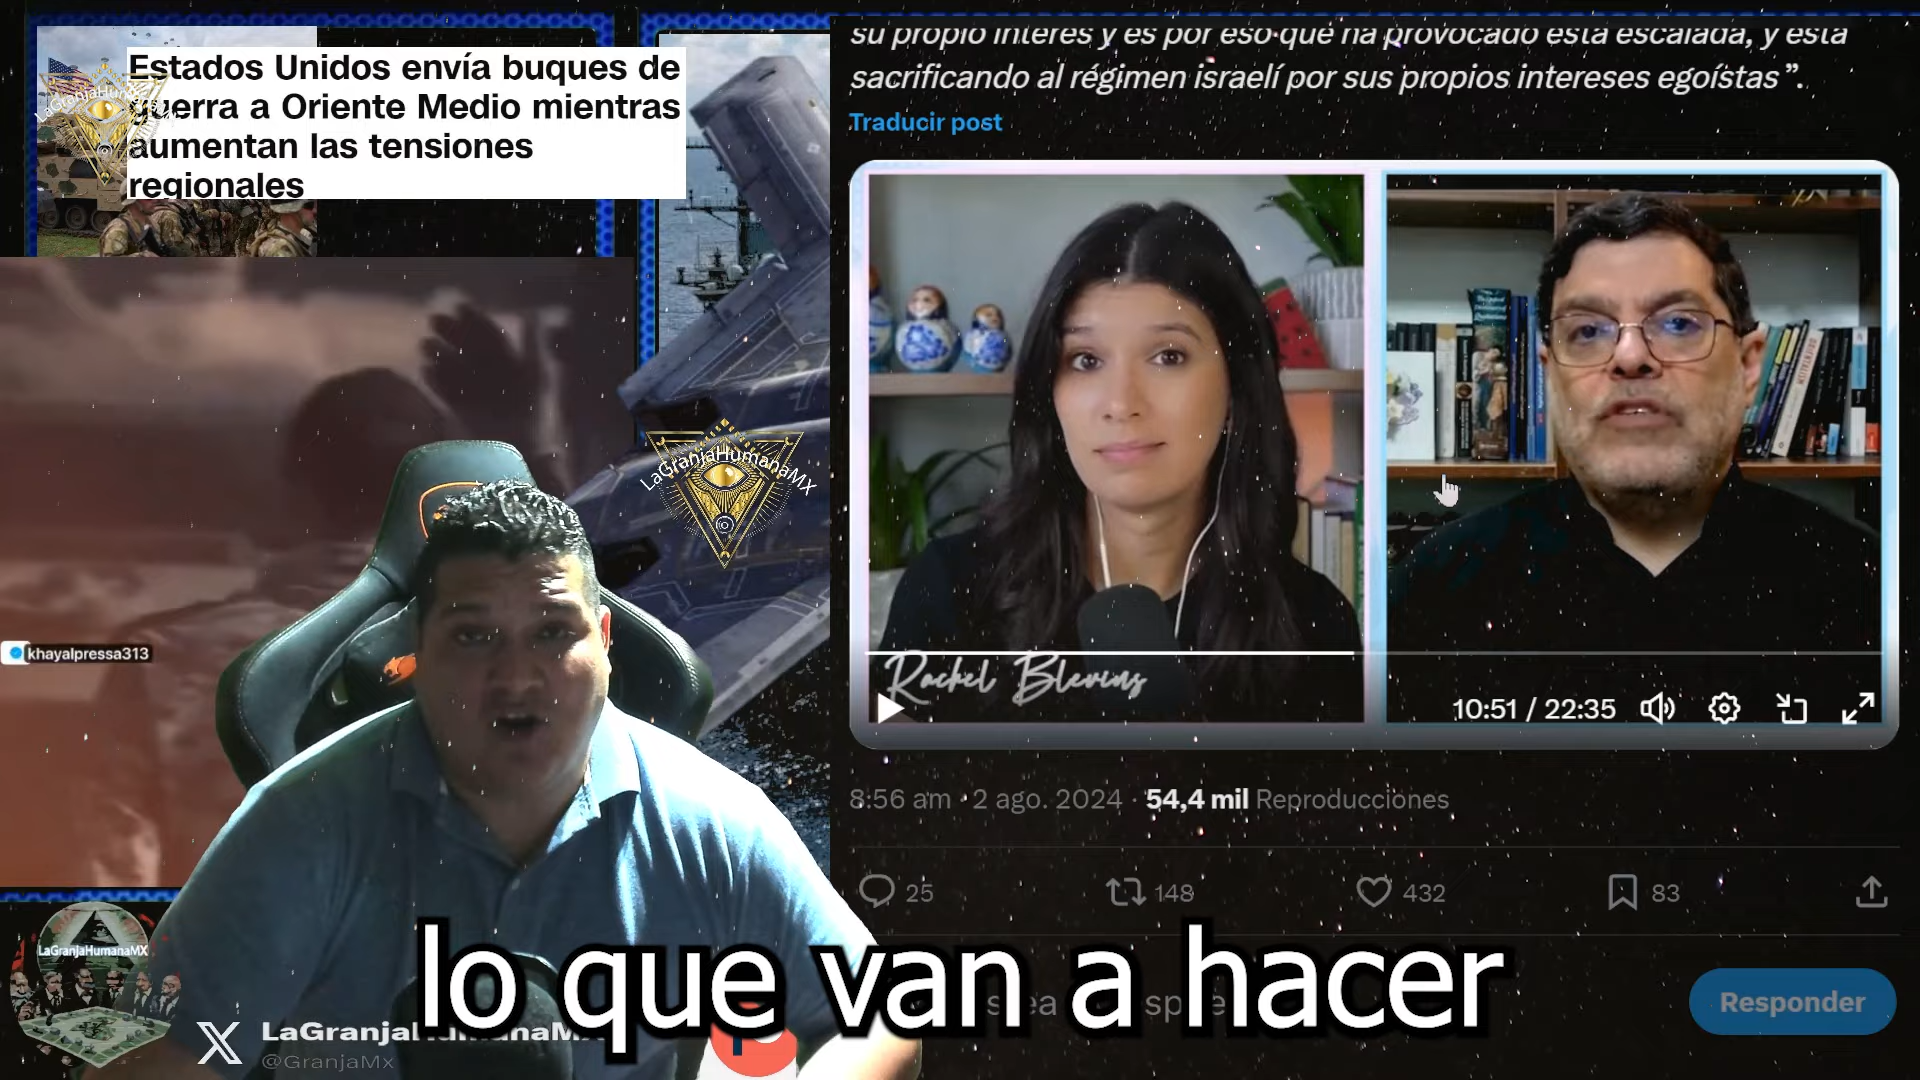 Estados Unidos envía buques de
guerra a Oriente Medio mientras
aumentan las tensiones
regionales
su propio interés y es por eso que ha provocado esta escalada, y está
sacrificando al régimen israelí por sus propios intereses egoístas”.
Traducir post
LaGranjaHumanaMX
khayalpressa313
Rachel Blevins
10:51 / 22:35
8:56 am · 2 ago. 2024 · 54,4 mil Reproducciones
25 148 432 83
LaGranjaHumanaMX
lo que van a hacer
Responder
LaGranjaHumanaM
@GranjaMx